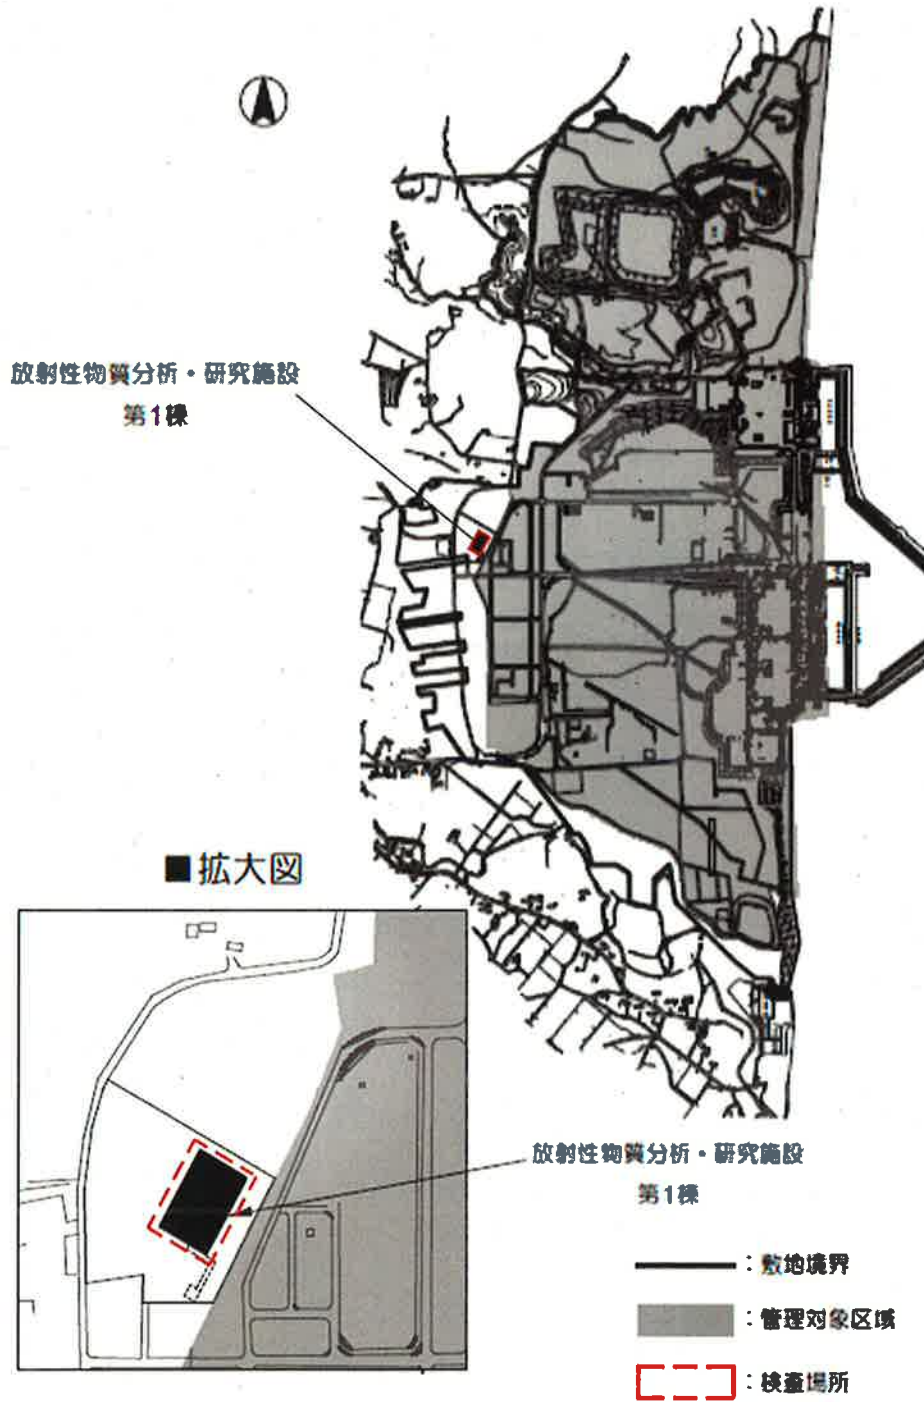 放射性物質分析・研究施設
第1棟
■拡大図
放射性物質分析・研究施設
第1棟
：敷地境界
：管理対象区域
：検査場所